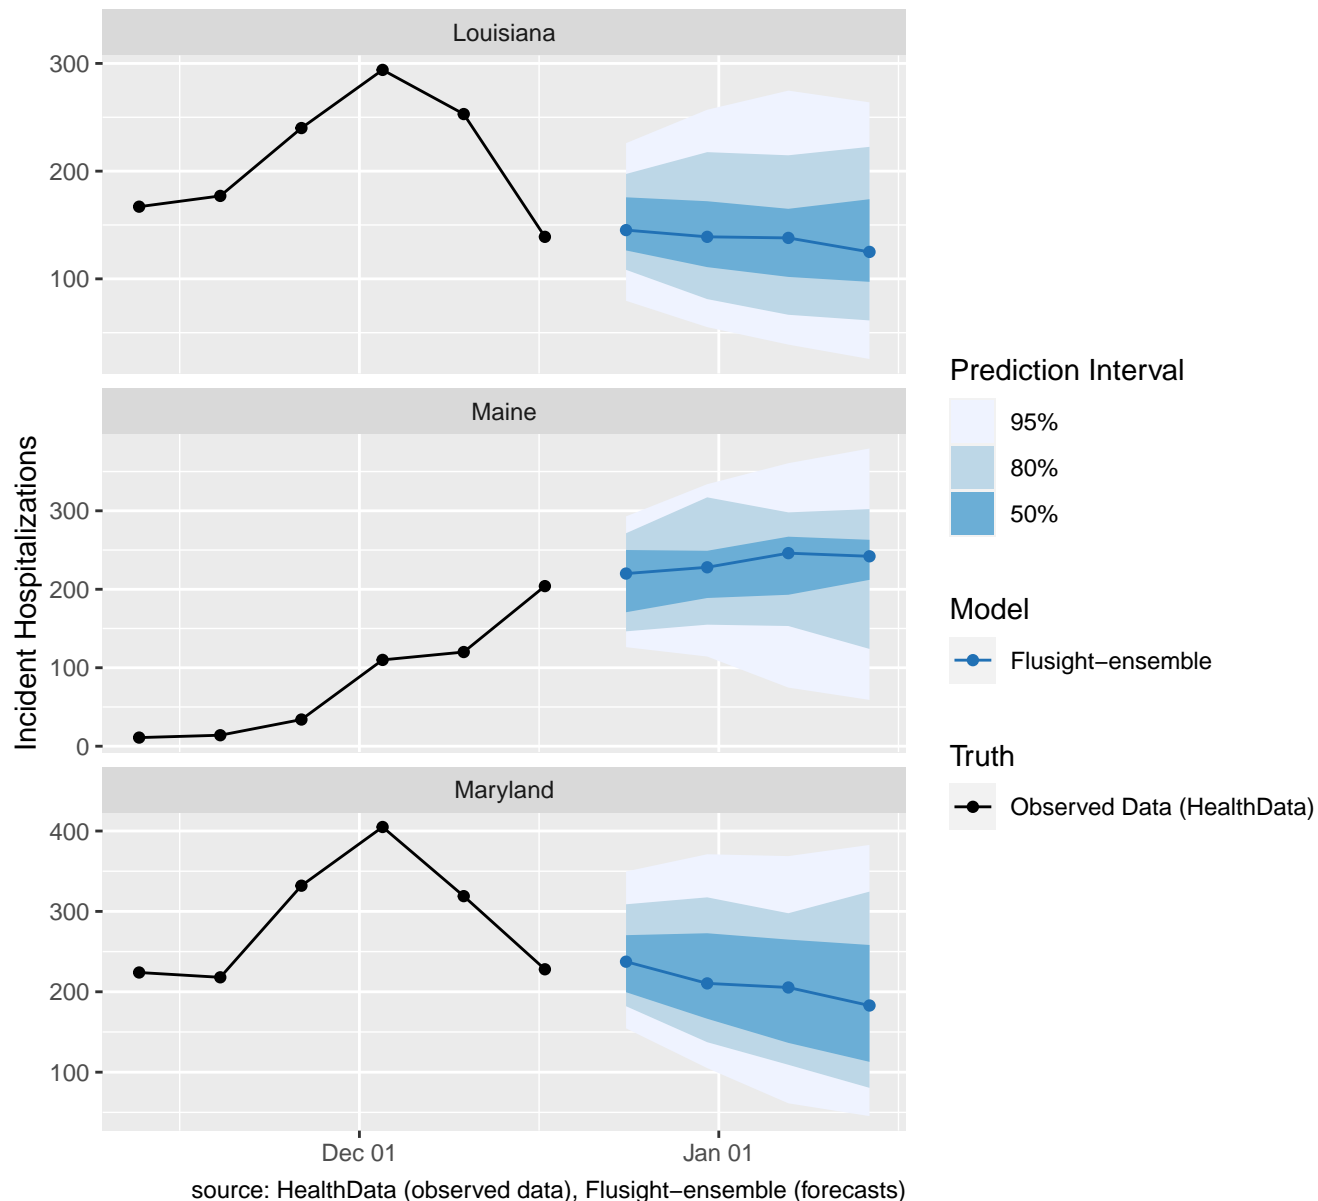 Louisiana
300
200
100
Maine
300
200
100
0
Maryland
400
300
200
100
Dec 01
Jan 01
Incident Hospitalizations
source: HealthData (observed data), Flusight−ensemble (forecasts)
Prediction Interval
95%
80%
50%
Model
Flusight−ensemble
Truth
Observed Data (HealthData)